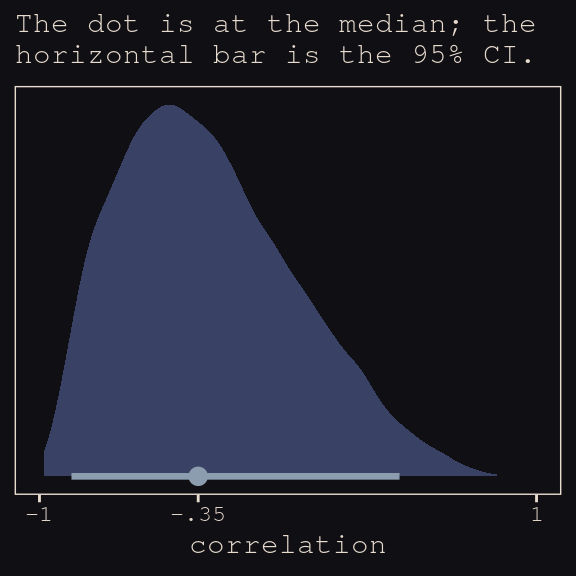 The dot is at the median; the
horizontal bar is the 95% CI.
-1
-.35
1
correlation